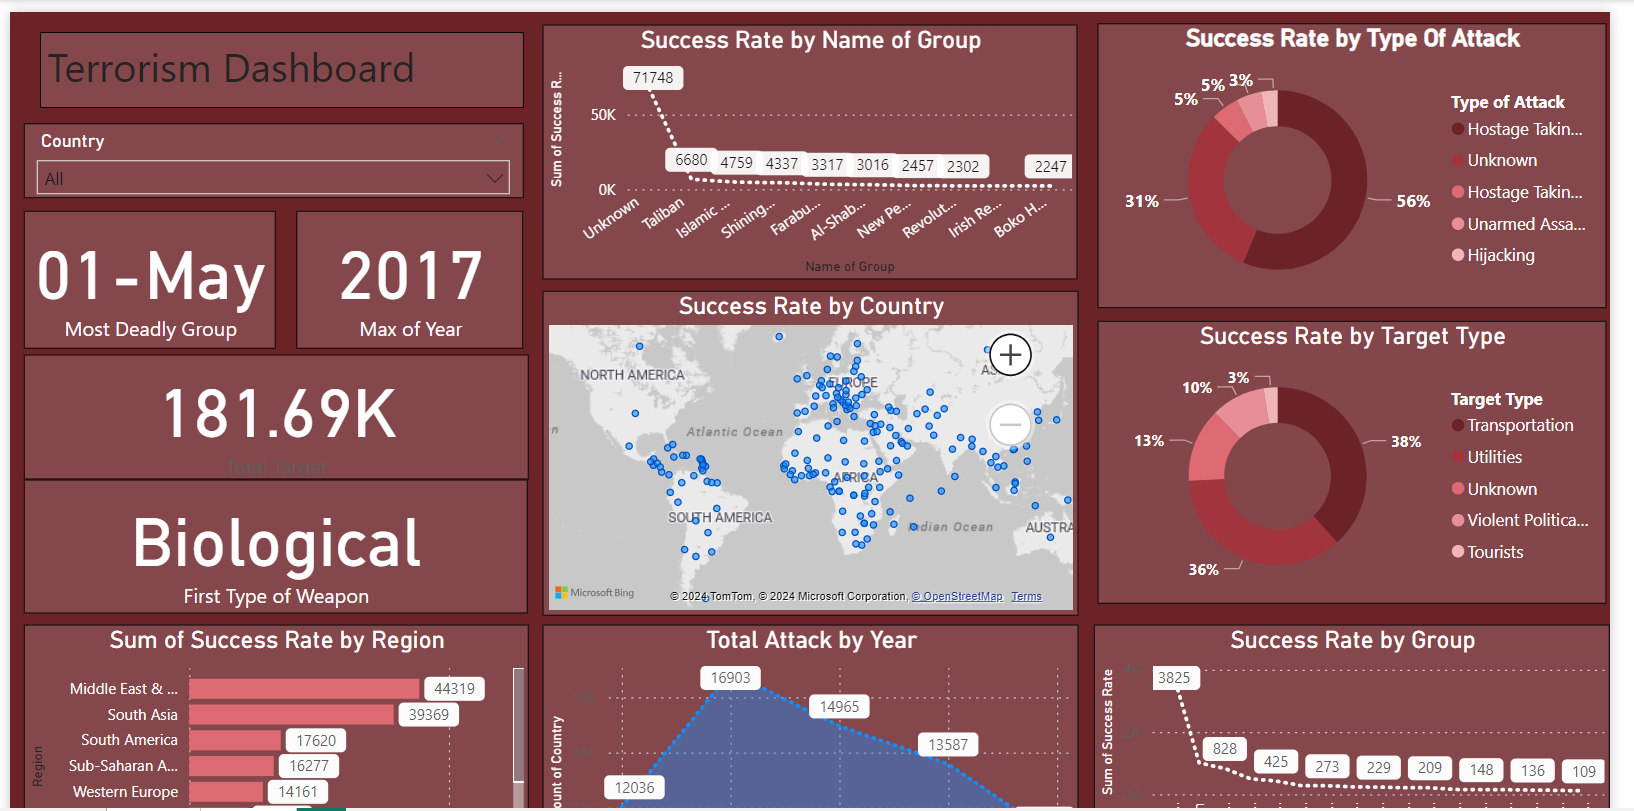 Terrorism Dashboard
Country
All
01-May
Most Deadly Group
2017
Max of Year
181.69K
Total Target
Biological
First Type of Weapon
Sum of Success Rate by Region
Region
Middle East & ...
44319
South Asia
39369
South America
17620
Sub-Saharan A...
16277
Western Europe
14161
Success Rate by Name of Group
Sum of Success R...
50K
0K
71748
6680
4759
4337
3317
3016
2457
2302
2247
Unknown
Taliban
Islamic ...
Shining...
Farabu...
Al-Shab...
New Pe...
Revolut...
Irish Re...
Boko H...
Name of Group
Success Rate by Country
NORTH AMERICA
EUROPE
AS
Atlantic Ocean
AFRICA
SOUTH AMERICA
Indian Ocean
AUSTRA
Microsoft Bing
© 2024 TomTom, © 2024 Microsoft Corporation, © OpenStreetMap Terms
Total Attack by Year
ount of Country
16903
14965
13587
12036
Success Rate by Type Of Attack
5%
5%
3%
31%
56%
Type of Attack
Hostage Takin...
Unknown
Hostage Takin...
Unarmed Assa...
Hijacking
Success Rate by Target Type
3%
10%
13%
38%
36%
Target Type
Transportation
Utilities
Unknown
Violent Politica...
Tourists
Success Rate by Group
Sum of Success Rate
4K
2K
0K
3825
828
425
273
229
209
148
136
109